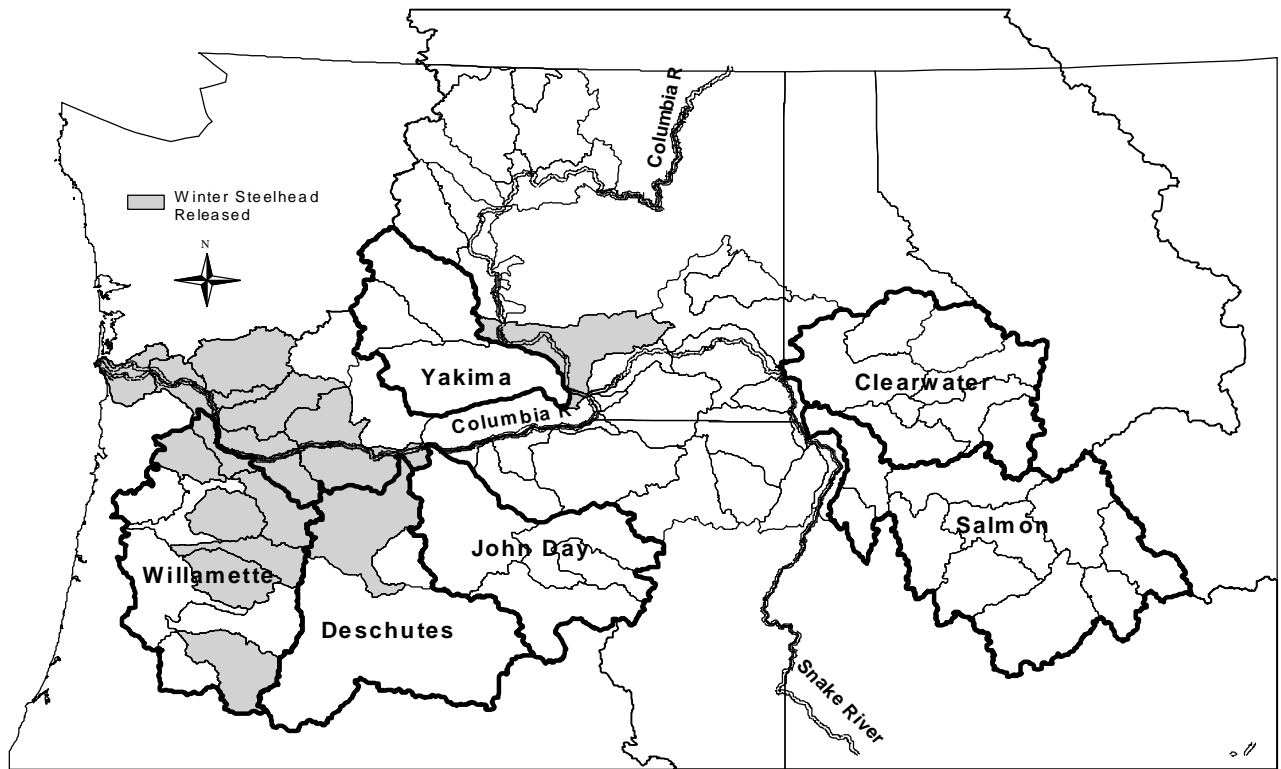 Columbia R
Winter Steelhead
Released
N
Yakima
Columbia R.
Clearwater
Salmon
John Day
Willamette
Deschutes
Snake River